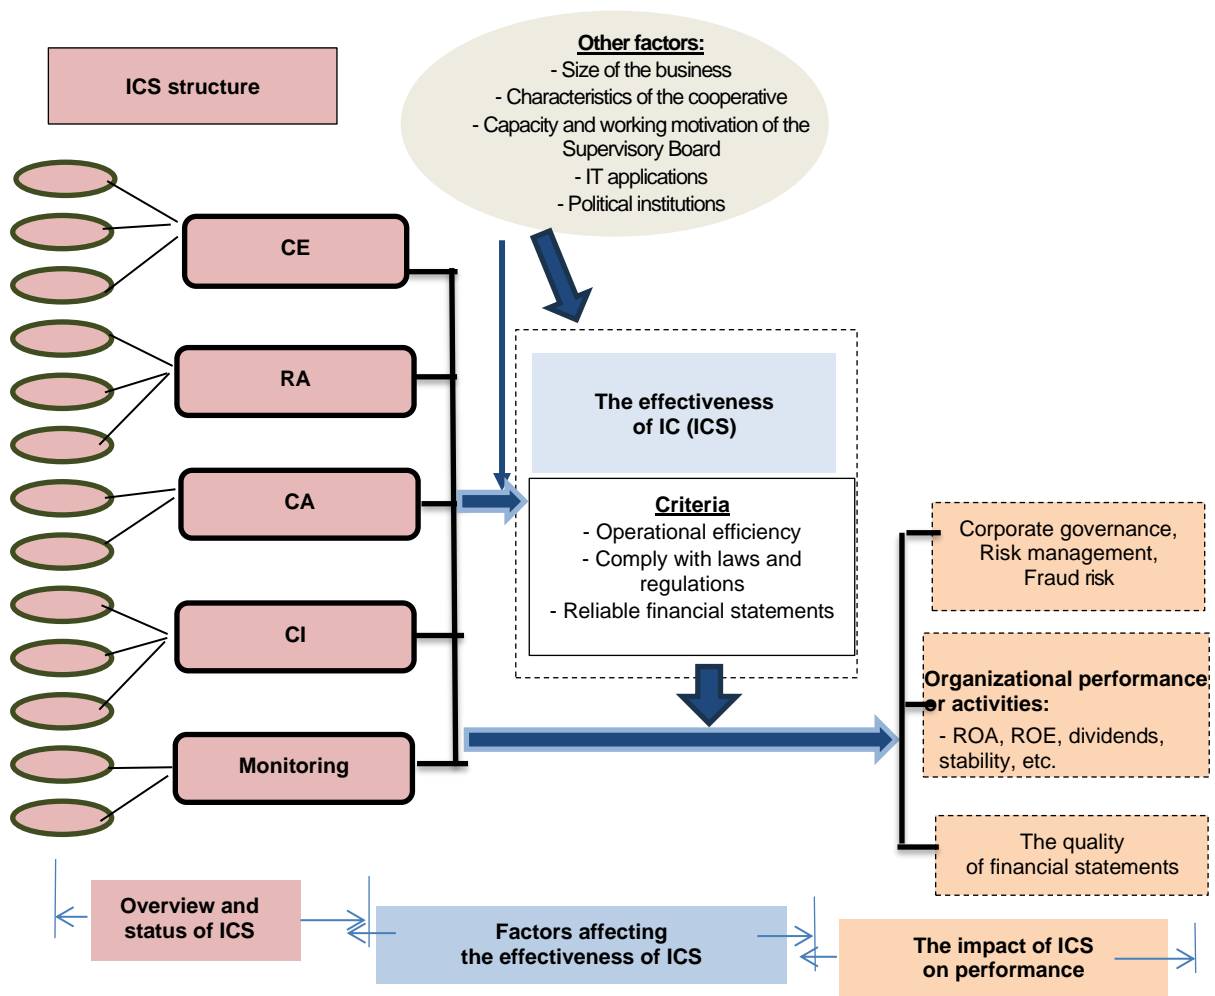 Other factors:
- Size of the business
- Characteristics of the cooperative
- Capacity and working motivation of the
Supervisory Board
- IT applications
- Political institutions
ICS structure
CE
RA
CA
CI
Monitoring
The effectiveness
of IC (ICS)
Criteria
- Operational efficiency
- Comply with laws and
regulations
- Reliable financial statements
Corporate governance,
Risk management,
Fraud risk
Organizational performance
or activities:
- ROA, ROE, dividends,
stability, etc.
The quality
of financial statements
Overview and
status of ICS
Factors affecting
the effectiveness of ICS
The impact of ICS
on performance